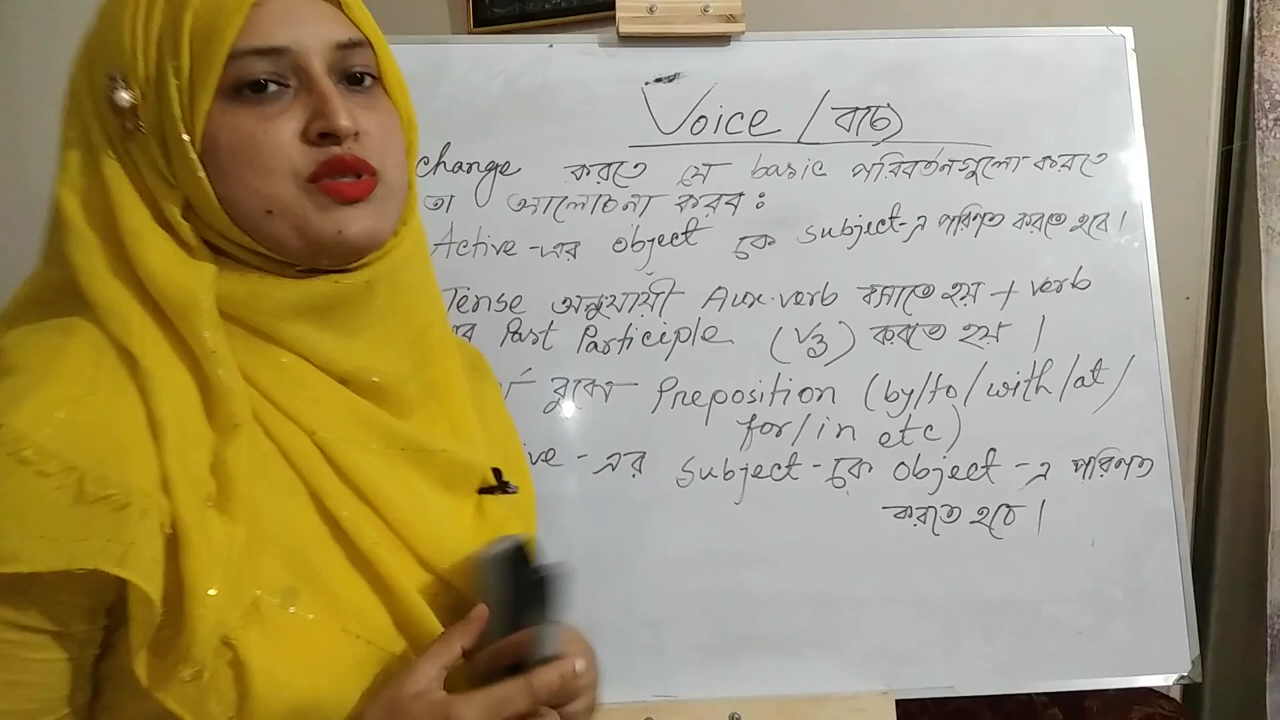 Voice / (বাচ্য)
change করতে যে basic পরিবর্তনগুলো করতে
তা আলোচনা করব :
Active-এর object কে subject-এ পরিণত করতে হবে।
Tense অনুযায়ী Aux. verb বসাতে হয় + verb
এর Past Participle (V3) করতে হয় ।
বুঝে Preposition (by/to/with/at/
for/in etc)
ive-এর subject-কে object-এ পরিণত
করতে হবে ।